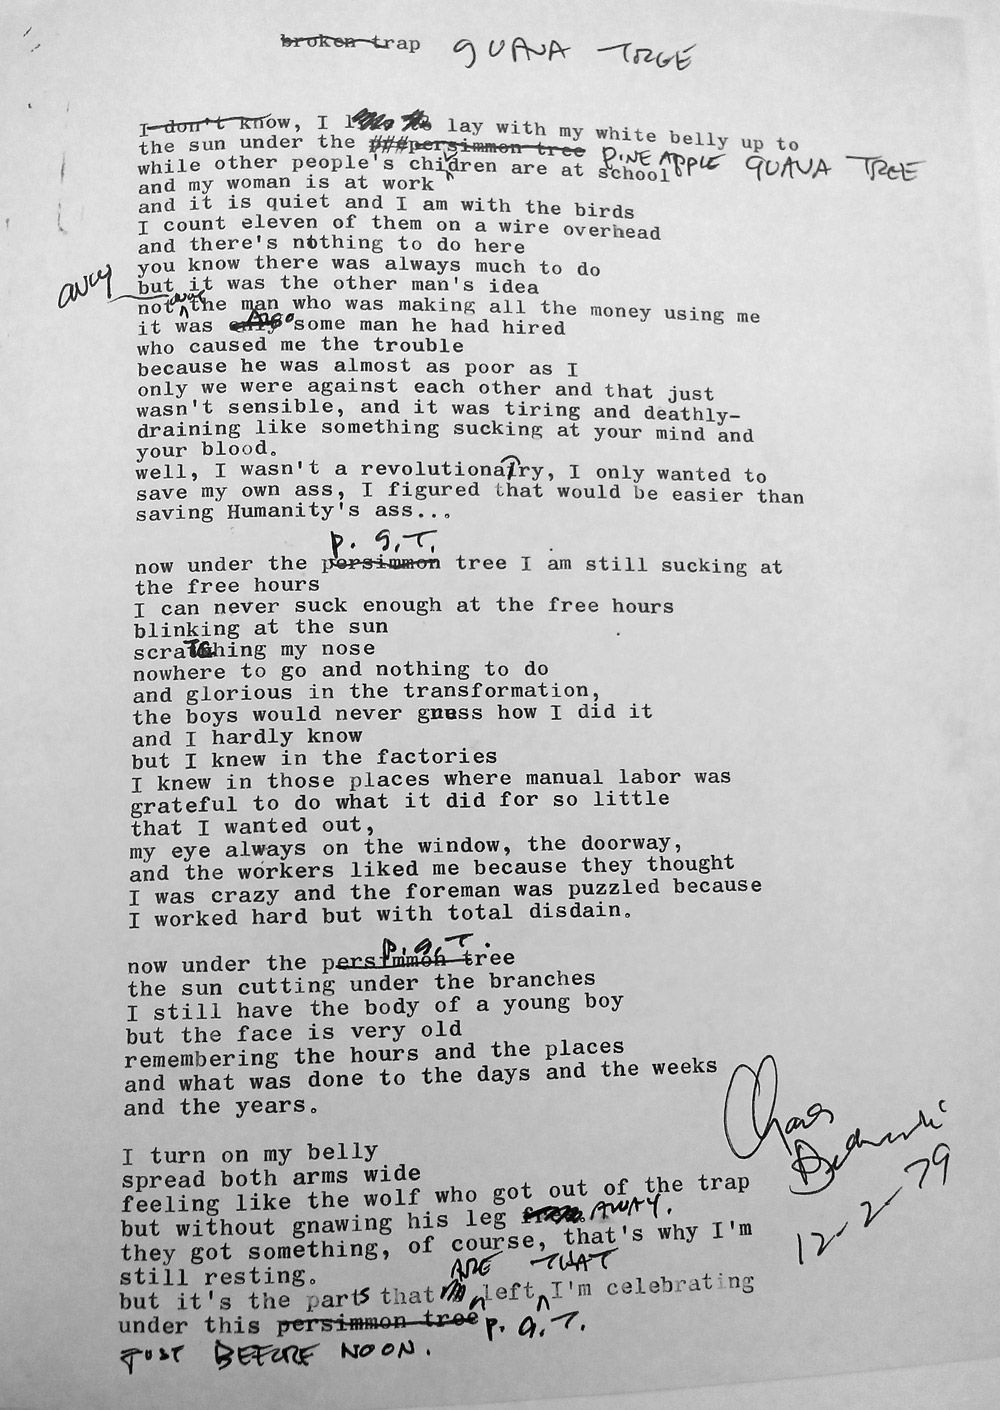 broken trap GUAVA TREE
I don't know, I lay with my white belly up to
the sun under the ###persimmon tree PINEAPPLE GUAVA TREE
while other people's children are at school
and my woman is at work
and it is quiet and I am with the birds
I count eleven of them on a wire overhead
and there's nothing to do here
you know there was always much to do
but it was the other man's idea
not the man who was making all the money using me
it was ALSO some man he had hired
who caused me the trouble
because he was almost as poor as I
only we were against each other and that just
wasn't sensible, and it was tiring and deathly-
draining like something sucking at your mind and
your blood.
well, I wasn't a revolutionairy, I only wanted to
save my own ass, I figured that would be easier than
saving Humanity's ass...
P. G.T.
now under the persimmon tree I am still sucking at
the free hours
I can never suck enough at the free hours
blinking at the sun
scraTChing my nose
nowhere to go and nothing to do
and glorious in the transformation,
the boys would never guess how I did it
and I hardly know
but I knew in the factories
I knew in those places where manual labor was
grateful to do what it did for so little
that I wanted out,
my eye always on the window, the doorway,
and the workers liked me because they thought
I was crazy and the foreman was puzzled because
I worked hard but with total disdain.
P. G. T.
now under the persimmon tree
the sun cutting under the branches
I still have the body of a young boy
but the face is very old
remembering the hours and the places
and what was done to the days and the weeks
and the years.
Charles Bukowski
12-2-79
I turn on my belly
spread both arms wide
feeling like the wolf who got out of the trap
but without gnawing his leg AWAY.
they got something, of course, that's why I'm
still resting.
ARE THAT
but it's the parts that left I'm celebrating
under this persimmon tree P. G.T.
JUST BEFORE NOON.